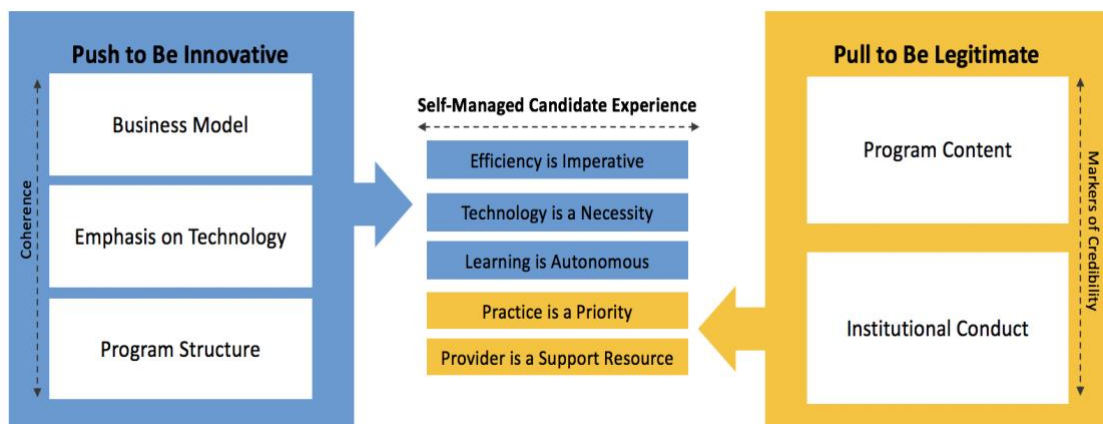 Push to Be Innovative
Coherence
Business Model
Emphasis on Technology
Program Structure
Self-Managed Candidate Experience
Efficiency is Imperative
Technology is a Necessity
Learning is Autonomous
Practice is a Priority
Provider is a Support Resource
Pull to Be Legitimate
Program Content
Institutional Conduct
Markers of Credibility